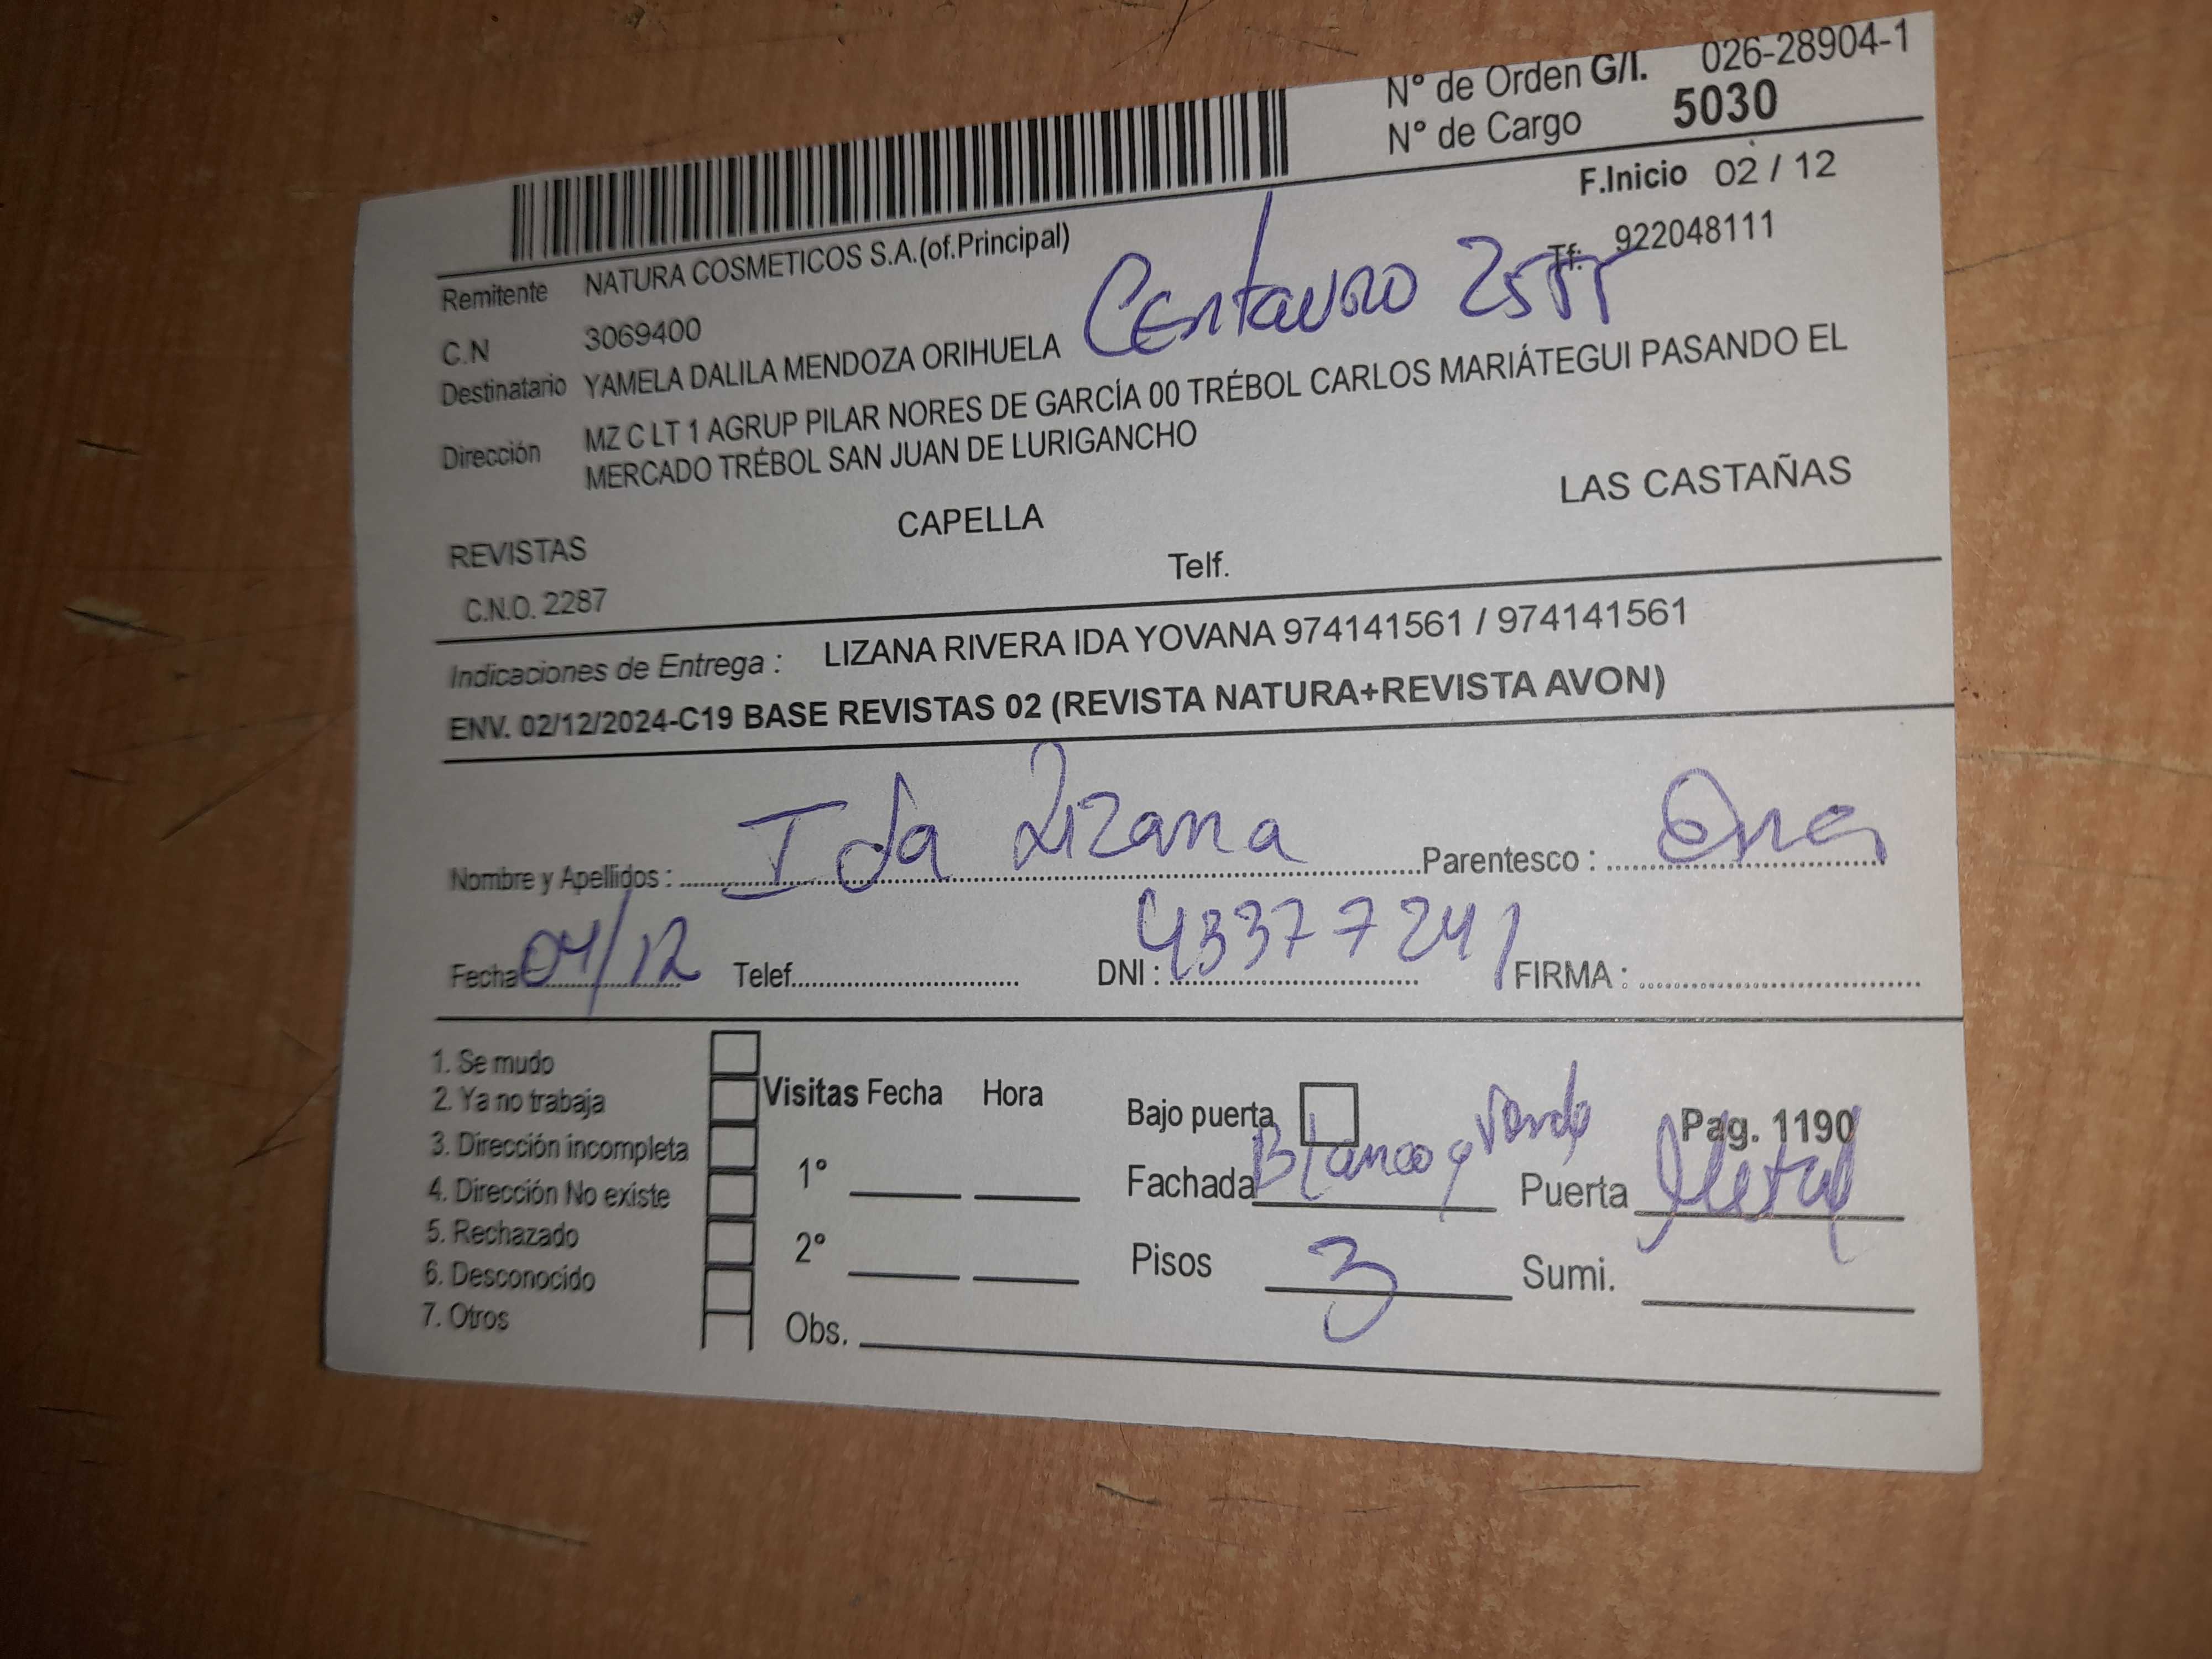 Nº de Orden G/I. 026-28904-1
Nº de Cargo 5030
F.Inicio 02 / 12
Remitente NATURA COSMETICOS S.A.(of.Principal) Tf: 922048111
C.N 3069400 Centauro
Destinatario YAMELA DALILA MENDOZA ORIHUELA
Dirección MZ C LT 1 AGRUP PILAR NORES DE GARCÍA 00 TRÉBOL CARLOS MARIÁTEGUI PASANDO EL
MERCADO TRÉBOL SAN JUAN DE LURIGANCHO
REVISTAS CAPELLA LAS CASTAÑAS
C.N.O. 2287 Telf.
Indicaciones de Entrega : LIZANA RIVERA IDA YOVANA 974141561 / 974141561
ENV. 02/12/2024-C19 BASE REVISTAS 02 (REVISTA NATURA+REVISTA AVON)
Nombre y Apellidos : Ida Lizana Parentesco :
Fecha 04/12 Telef. DNI : 43377241 FIRMA :
1. Se mudo
2. Ya no trabaja
3. Dirección incompleta
4. Dirección No existe
5. Rechazado
6. Desconocido
7. Otros
Visitas Fecha Hora
1º
2º
Obs.
Bajo puerta Pag. 1190
Fachada Blanco y Verde Puerta Metal
Pisos 3 Sumi.